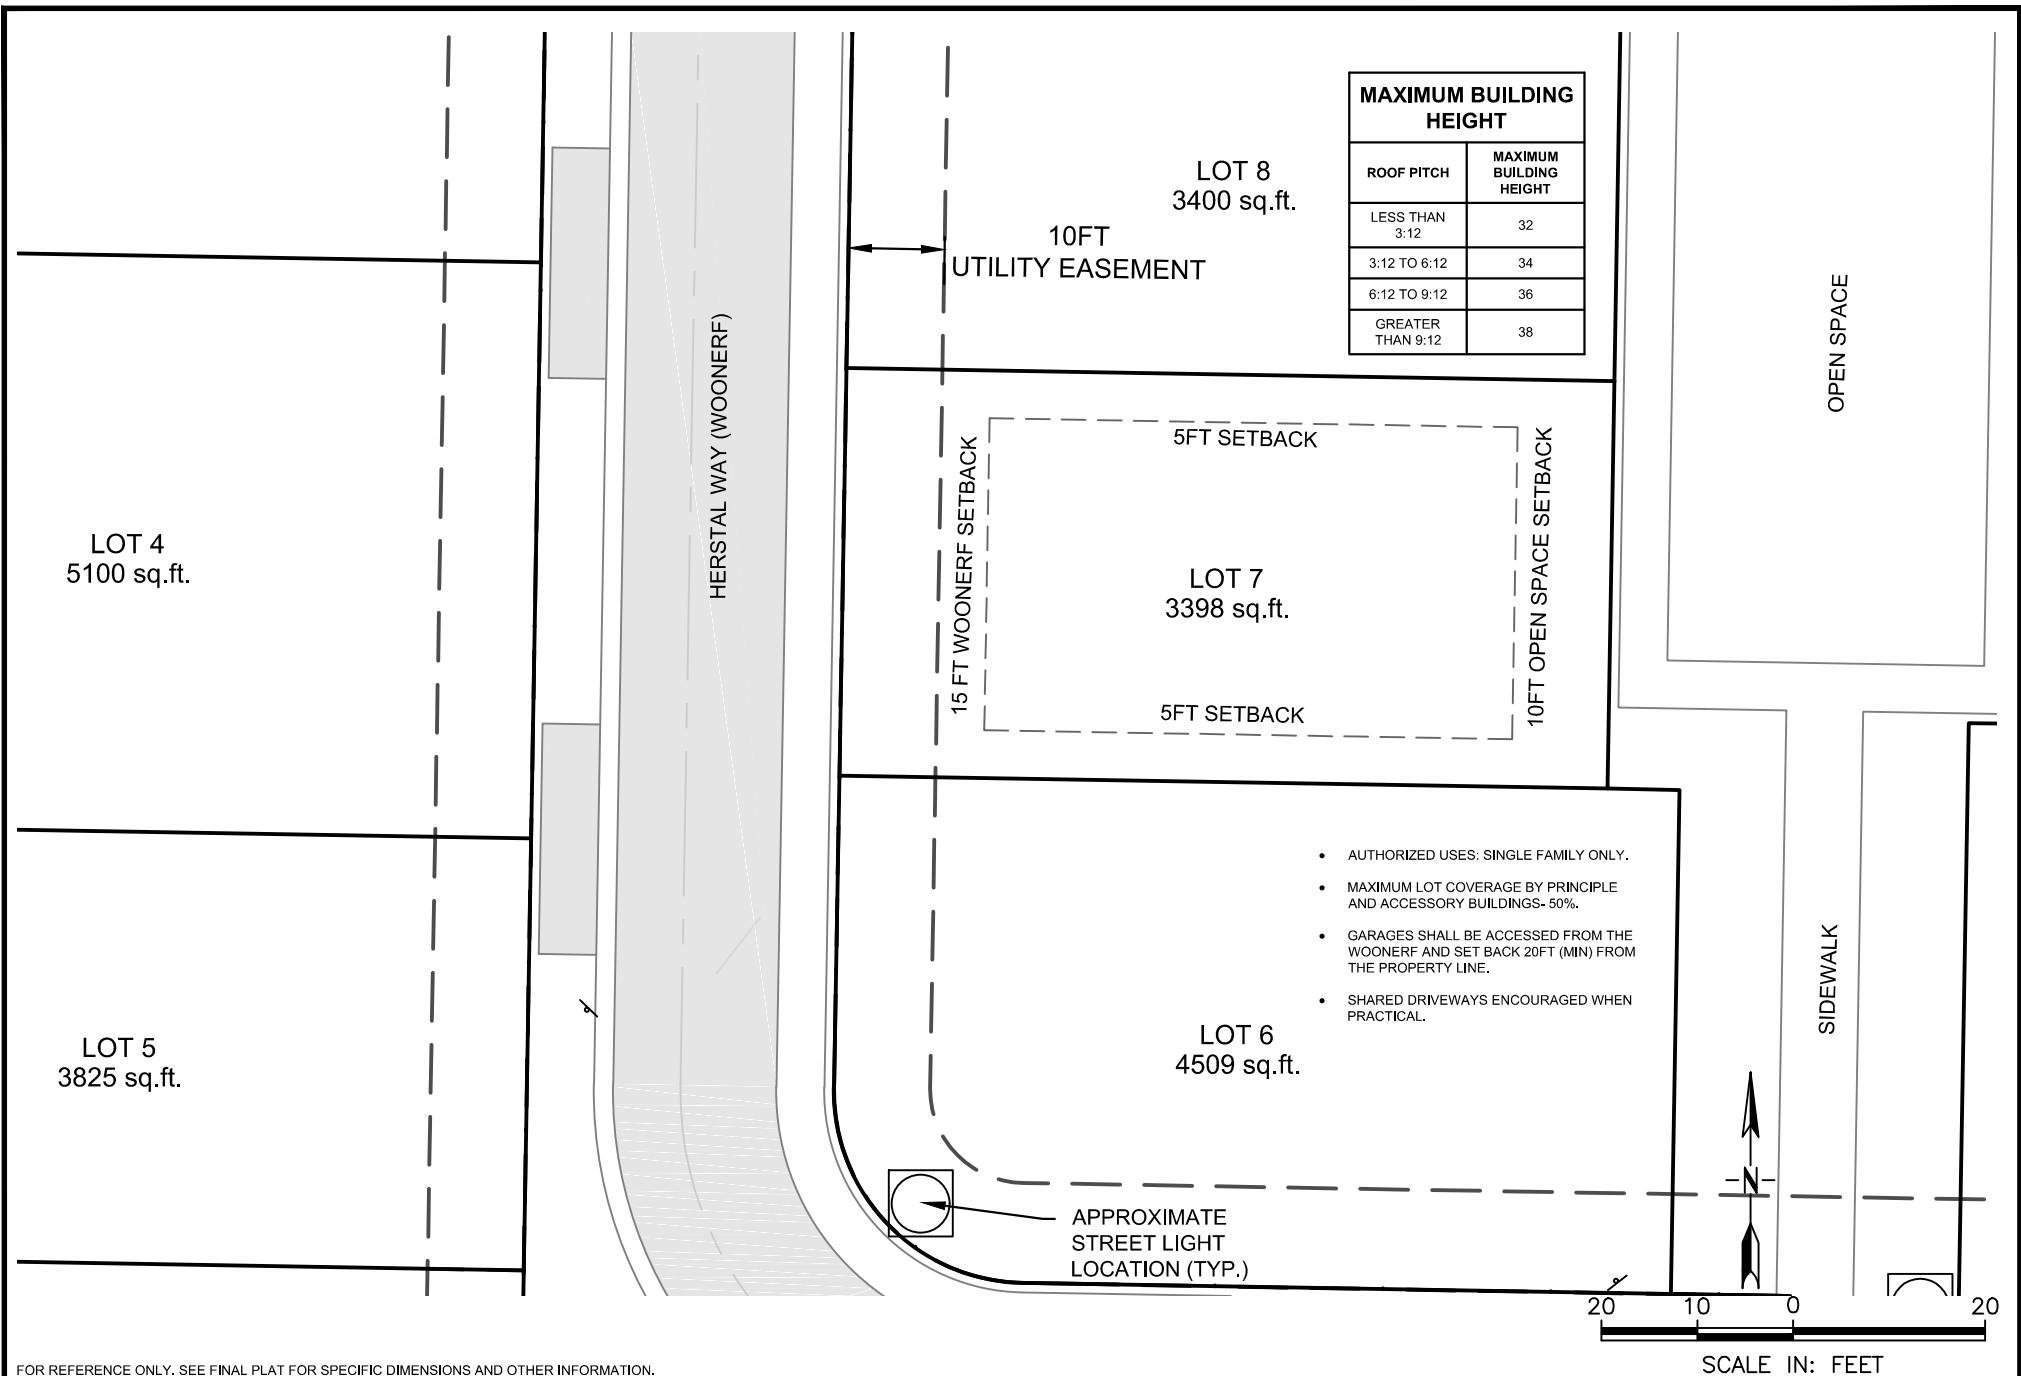 MAXIMUM BUILDING
HEIGHT
ROOF PITCH
MAXIMUM
BUILDING
HEIGHT
LESS THAN
3:12
32
3:12 TO 6:12
34
6:12 TO 9:12
36
GREATER
THAN 9:12
38
LOT 8
3400 sq.ft.
10FT
UTILITY EASEMENT
OPEN SPACE
HERSTAL WAY (WOONERF)
LOT 4
5100 sq.ft.
5FT SETBACK
15 FT WOONERF SETBACK
LOT 7
3398 sq.ft.
10FT OPEN SPACE SETBACK
5FT SETBACK
• AUTHORIZED USES: SINGLE FAMILY ONLY.
• MAXIMUM LOT COVERAGE BY PRINCIPLE
AND ACCESSORY BUILDINGS- 50%.
• GARAGES SHALL BE ACCESSED FROM THE
WOONERF AND SET BACK 20FT (MIN) FROM
THE PROPERTY LINE.
• SHARED DRIVEWAYS ENCOURAGED WHEN
PRACTICAL.
SIDEWALK
LOT 5
3825 sq.ft.
LOT 6
4509 sq.ft.
N
APPROXIMATE
STREET LIGHT
LOCATION (TYP.)
20 10 0 20
SCALE IN: FEET
FOR REFERENCE ONLY. SEE FINAL PLAT FOR SPECIFIC DIMENSIONS AND OTHER INFORMATION.